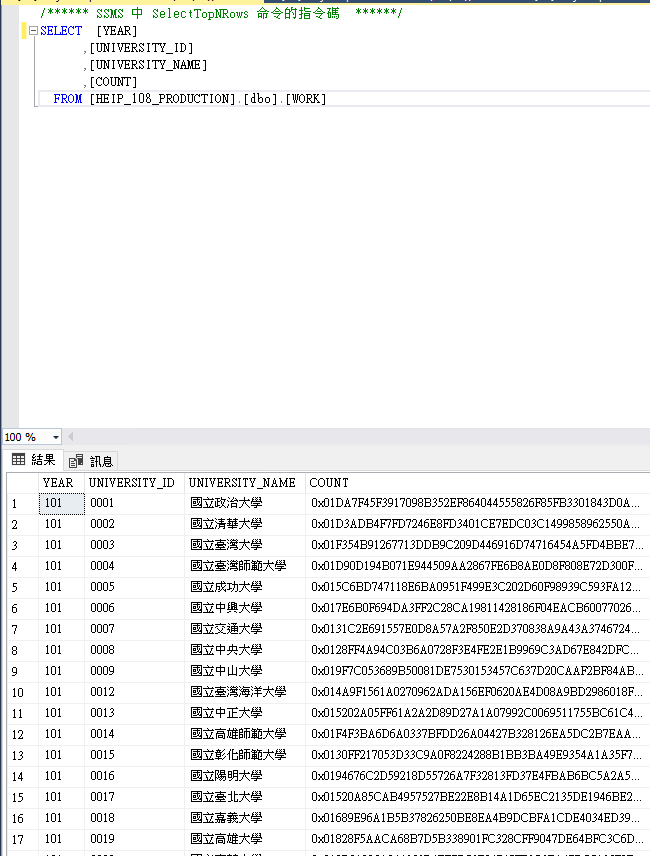 /****** SSMS 中 SelectTopNRows 命令的指令碼  ******/
SELECT  [YEAR]
,[UNIVERSITY_ID]
,[UNIVERSITY_NAME]
,[COUNT]
FROM [HEIP_108_PRODUCTION].[dbo].[WORK]
100 %
結果 訊息
YEAR UNIVERSITY_ID UNIVERSITY_NAME COUNT
1 101 0001 國立政治大學 0x01DA7F45F3917098B352EF864044555826F85FB3301843D0A...
2 101 0002 國立清華大學 0x01D3ADB4F7FD7246E8FD3401CE7EDC03C1499858962550A...
3 101 0003 國立臺灣大學 0x01F354B91267713DDB9C209D446916D74716454A5FD4BBE7...
4 101 0004 國立臺灣師範大學 0x01D90D194B071E944509AA2867FE6B8AE0D8F808E72D300F...
5 101 0005 國立成功大學 0x015C6BD747118E6BA0951F499E3C202D60F98939C593FA12...
6 101 0006 國立中興大學 0x017E6B0F694DA3FF2C28CA19811428186F04EACB60077026...
7 101 0007 國立交通大學 0x0131C2E691557E0D8A57A2F850E2D370838A9A43A3746724...
8 101 0008 國立中央大學 0x0128FF4A94C03B6A0728F3E4FE2E1B9969C3AD67E842DFC...
9 101 0009 國立中山大學 0x019F7C053689B50081DE7530153457C637D20CAAF2BF84AB...
10 101 0012 國立臺灣海洋大學 0x014A9F1561A0270962ADA156EF0620AE4D08A9BD2986018F...
11 101 0013 國立中正大學 0x015202A05FF61A2A2D89D27A1A07992C0069511755BC61C4...
12 101 0014 國立高雄師範大學 0x01F4F3BA6D6A0337BFDD26A04427B328126EA5DC2B7EAA...
13 101 0015 國立彰化師範大學 0x0130FF217053D33C9A0F8224288B1BB3BA49E9354A1A35F7...
14 101 0016 國立陽明大學 0x0194676C2D59218D55726A7F32813FD37E4FBAB6BC5A2A5...
15 101 0017 國立臺北大學 0x01520A85CAB4957527BE22E8B14A1D65EC2135DE1946BE2...
16 101 0018 國立嘉義大學 0x01689E96A1B5B37826250BE8EA4B9DCBFA1CDE4034ED39...
17 101 0019 國立高雄大學 0x01828F5AACA68B7D5B338901FC328CFF9047DE64BFC3C6D...